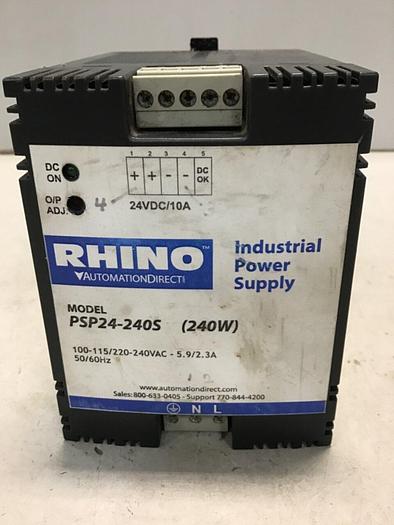 1 2 3 4 5
DC ON
+ + - - DC OK
O/P ADJ.
4
24VDC/10A
RHINO™
AUTOMATIONDIRECT
Industrial
Power
Supply
MODEL
PSP24-240S (240W)
100-115/220-240VAC - 5.9/2.3A
50/60Hz
www.automationdirect.com
Sales: 800-633-0405 - Support 770-844-4200
N L